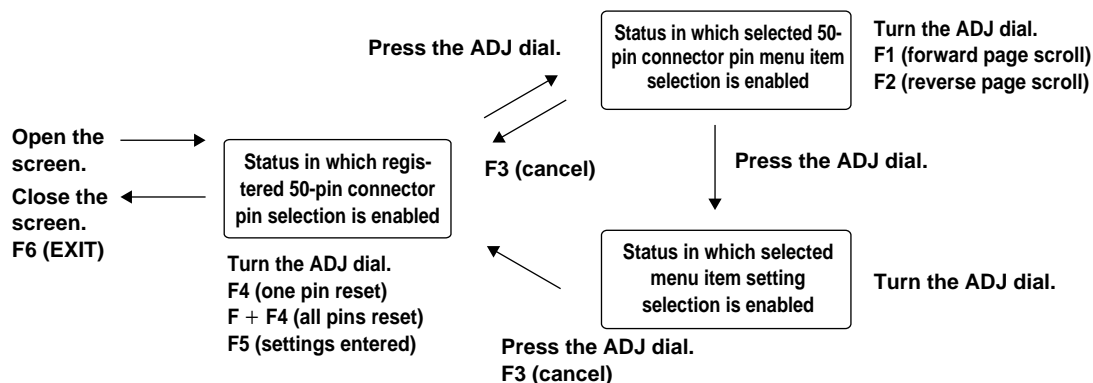 Press the ADJ dial.
Status in which selected 50-
pin connector pin menu item
selection is enabled
Turn the ADJ dial.
F1 (forward page scroll)
F2 (reverse page scroll)
Open the
screen.
Close the
screen.
F6 (EXIT)
Status in which regis-
tered 50-pin connector
pin selection is enabled
F3 (cancel)
Press the ADJ dial.
Turn the ADJ dial.
F4 (one pin reset)
F + F4 (all pins reset)
F5 (settings entered)
Status in which selected
menu item setting
selection is enabled
Turn the ADJ dial.
Press the ADJ dial.
F3 (cancel)